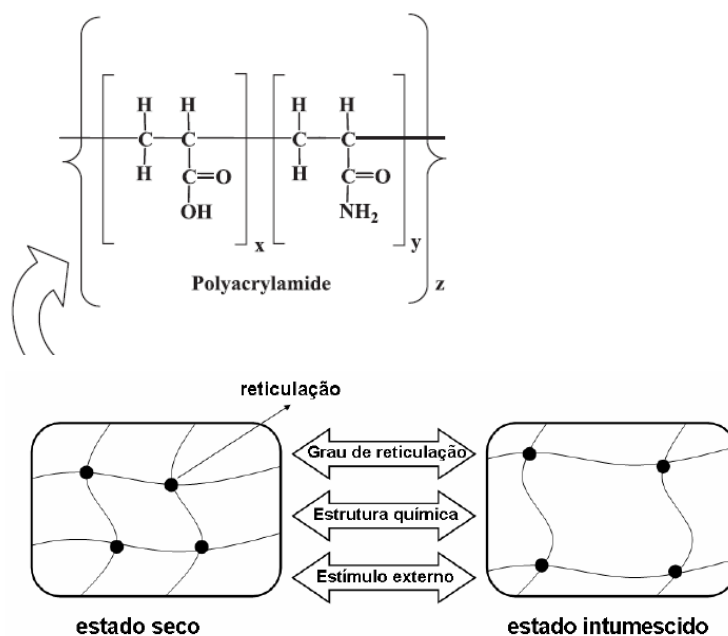 H H H H
C C C C
H C=O H C=O
OH NH₂
x y
Polyacrylamide z
reticulação
Grau de reticulação
Estrutura química
Estímulo externo
estado seco estado intumescido